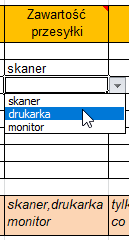 Zawartość
przesyłki
skaner
skaner
drukarka
monitor
skaner,drukarka
monitor
tylk
co